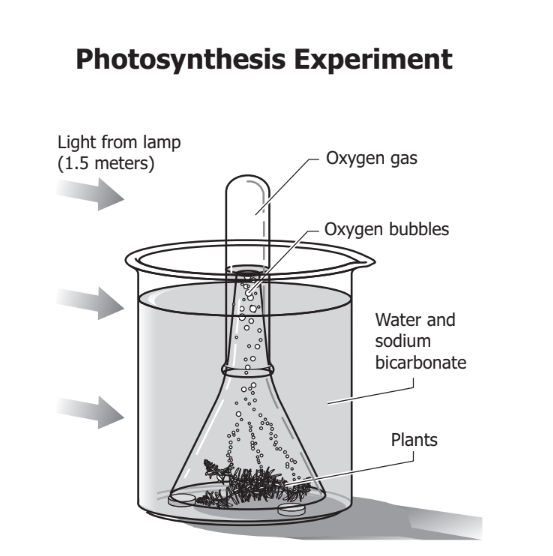 Photosynthesis Experiment
Light from lamp
(1.5 meters)
Oxygen gas
Oxygen bubbles
Water and
sodium
bicarbonate
Plants